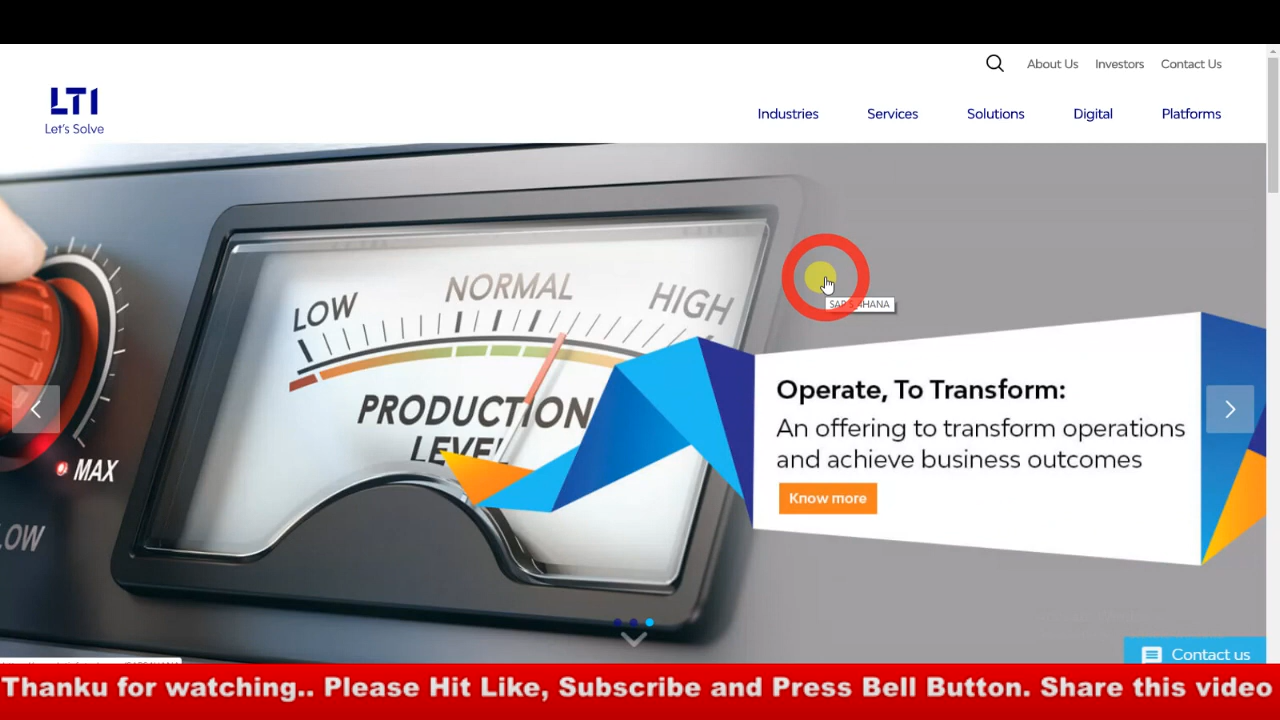 About Us Investors Contact Us
LTI
Let's Solve
Industries Services Solutions Digital Platforms
LOW NORMAL HIGH
PRODUCTION
LEVEL
MAX
LOW
Operate, To Transform:
An offering to transform operations
and achieve business outcomes
Know more
Contact us
Thanku for watching.. Please Hit Like, Subscribe and Press Bell Button. Share this video